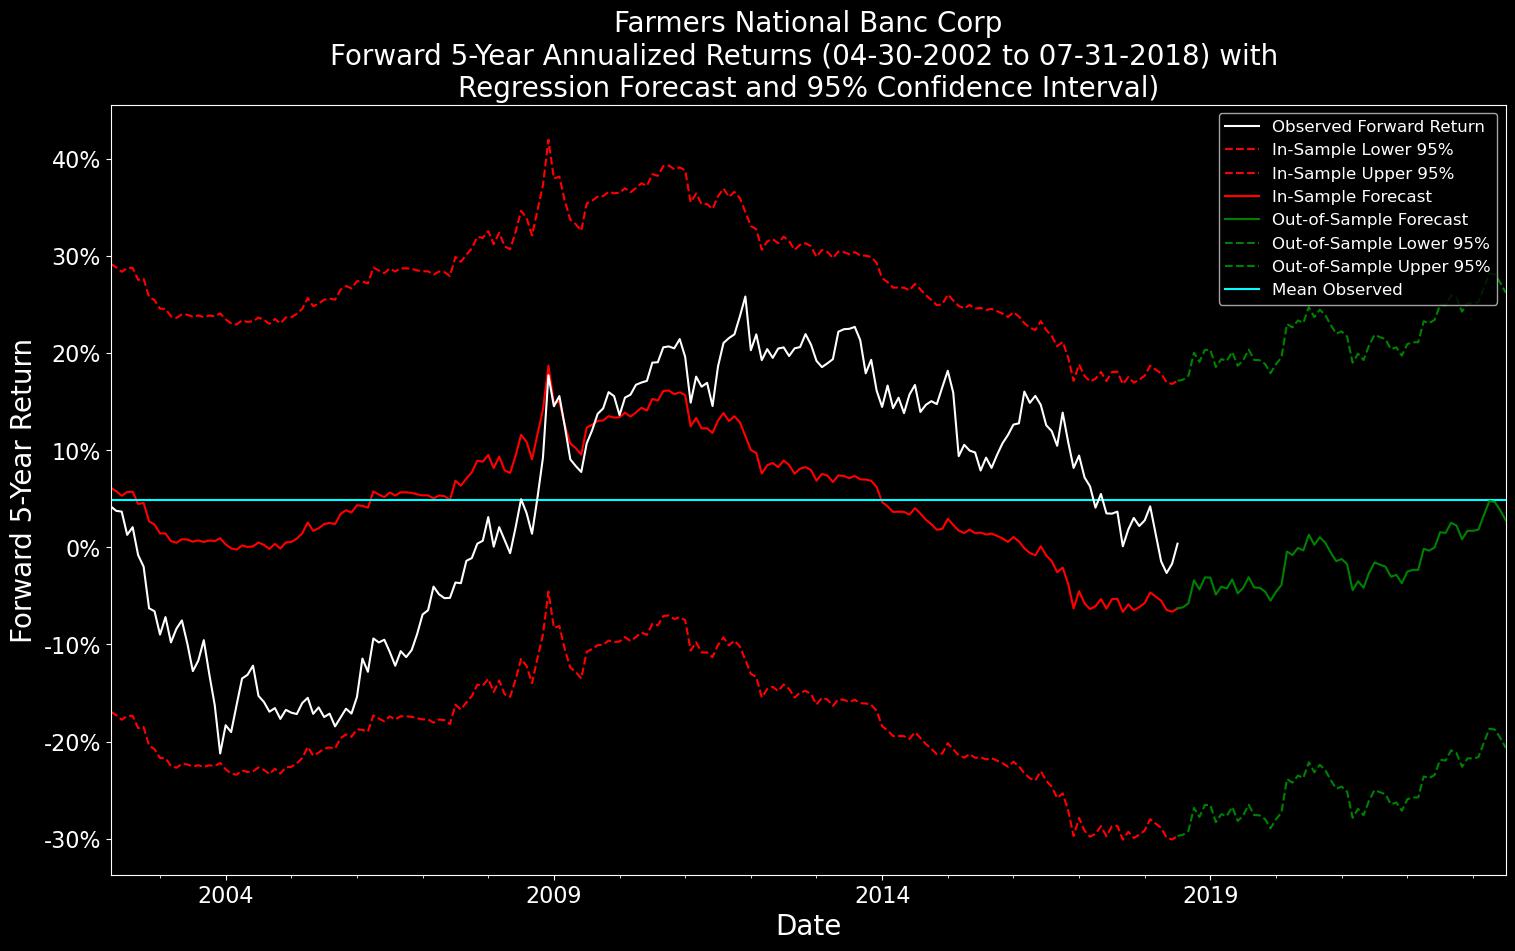 Farmers National Banc Corp
Forward 5-Year Annualized Returns (04-30-2002 to 07-31-2018) with
Regression Forecast and 95% Confidence Interval)
Forward 5-Year Return
40%
30%
20%
10%
0%
-10%
-20%
-30%
Observed Forward Return
In-Sample Lower 95%
In-Sample Upper 95%
In-Sample Forecast
Out-of-Sample Forecast
Out-of-Sample Lower 95%
Out-of-Sample Upper 95%
Mean Observed
2004
2009
2014
2019
Date